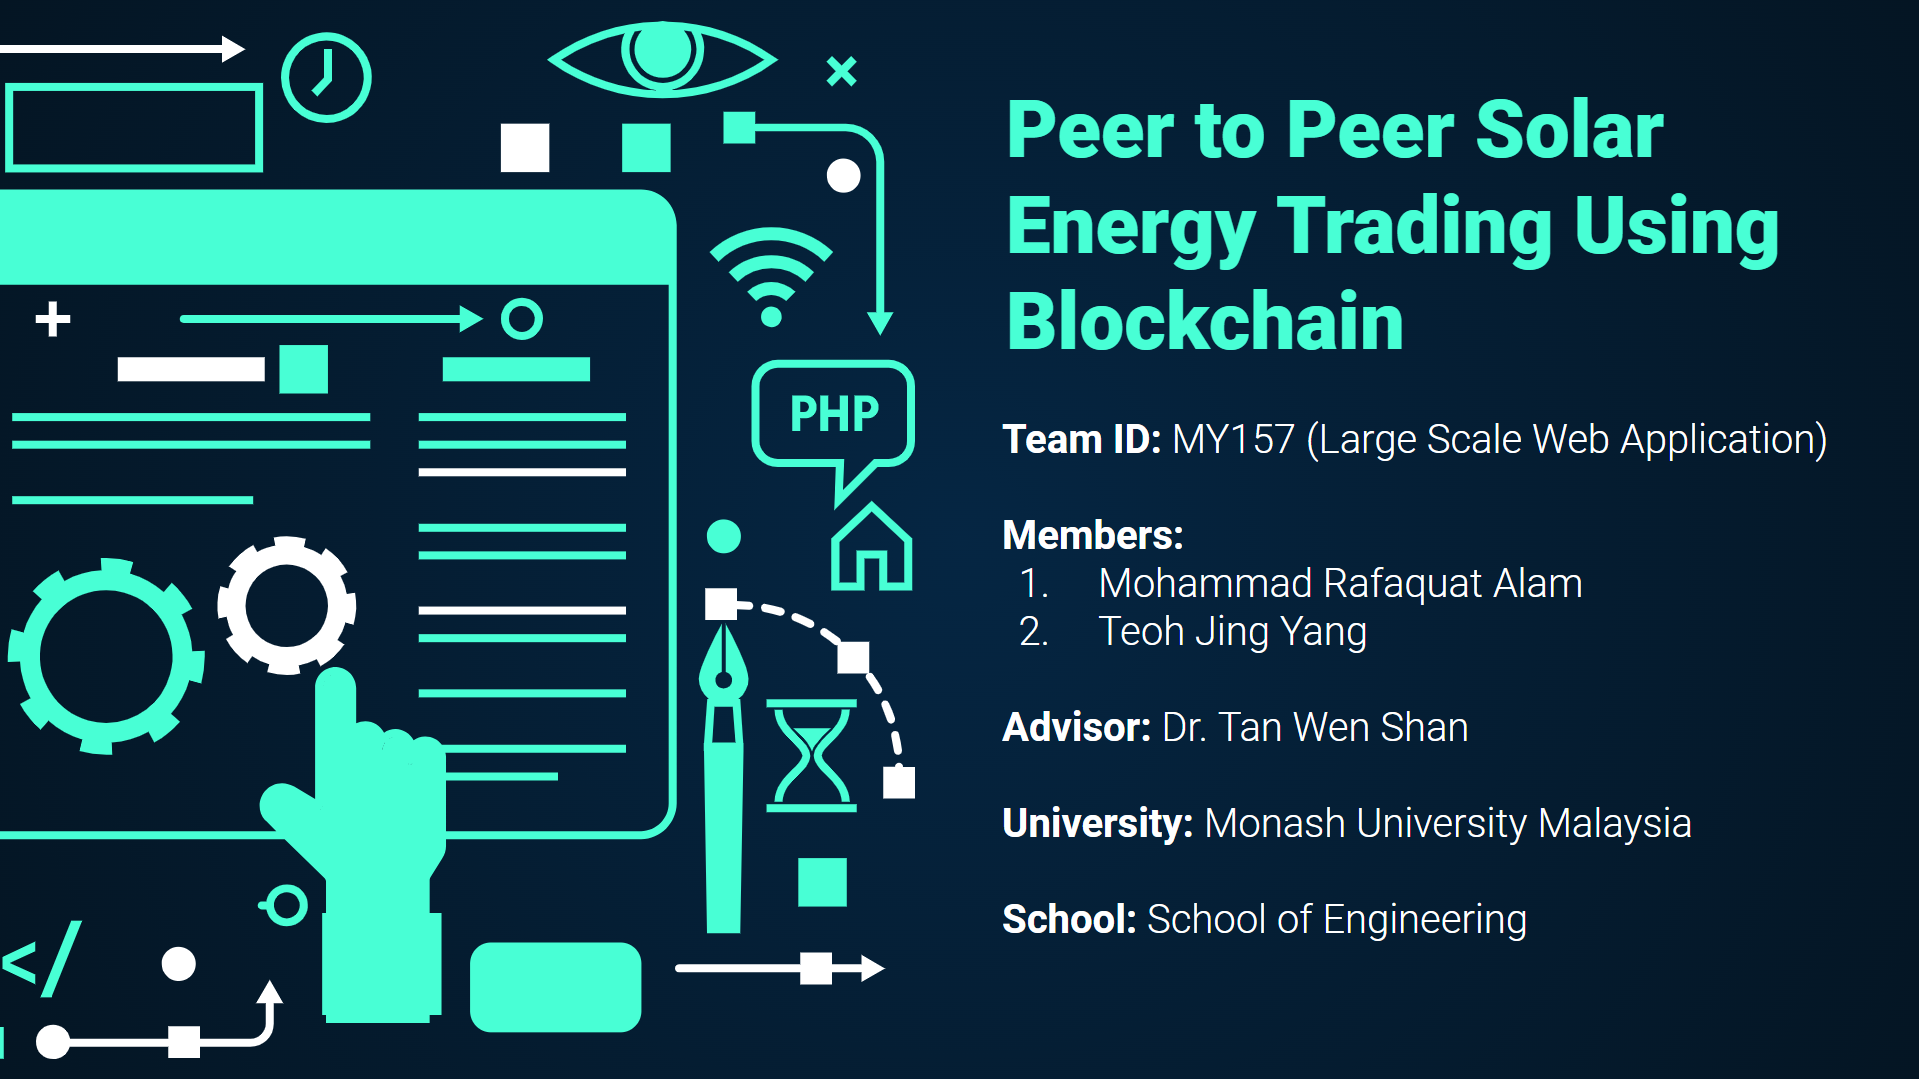 Peer to Peer Solar
Energy Trading Using
Blockchain
PHP
Team ID: MY157 (Large Scale Web Application)
Members:
1. Mohammad Rafaquat Alam
2. Teoh Jing Yang
Advisor: Dr. Tan Wen Shan
University: Monash University Malaysia
School: School of Engineering
</